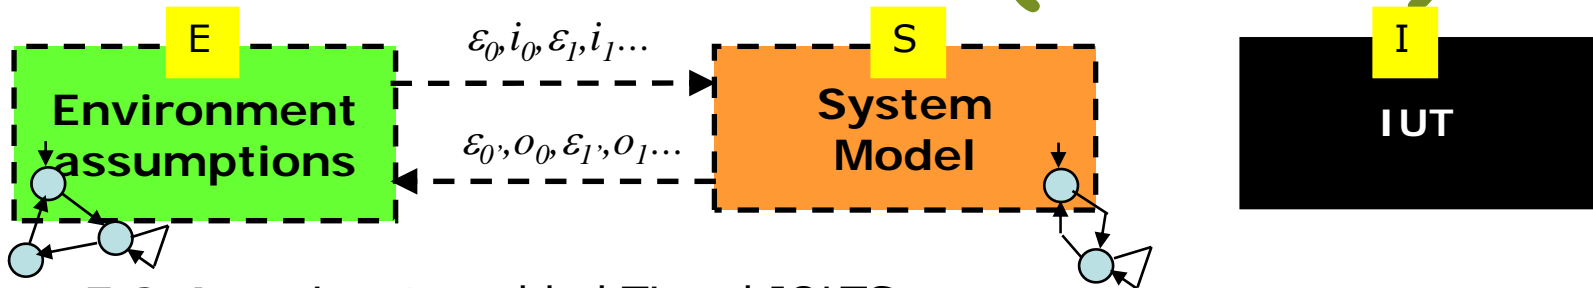 E
ε0,i0,ε1,i1...
S
I
Environment
assumptions
System
Model
IUT
ε0',o0,ε1',o1...